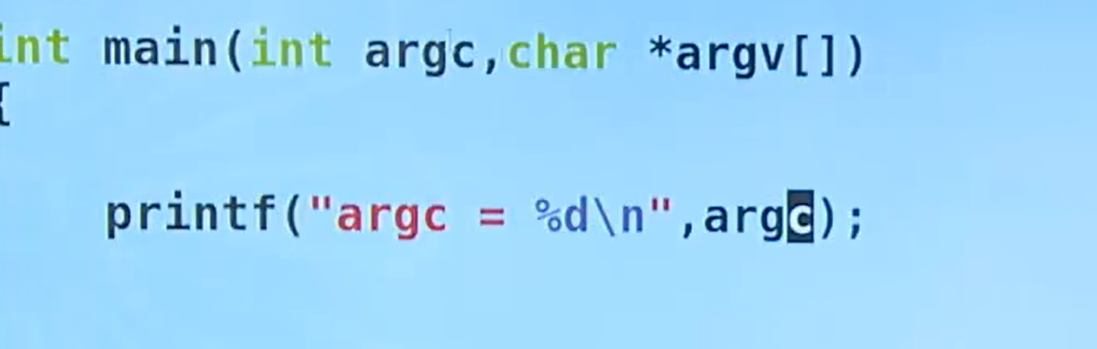 int main(int argc,char *argv[])
{
printf("argc = %d\n",argc);